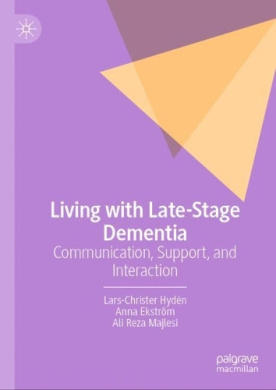 Living with Late-Stage
Dementia
Communication, Support, and
Interaction
Lars-Christer Hydén
Anna Ekström
Ali Reza Majlesi
palgrave
macmillan